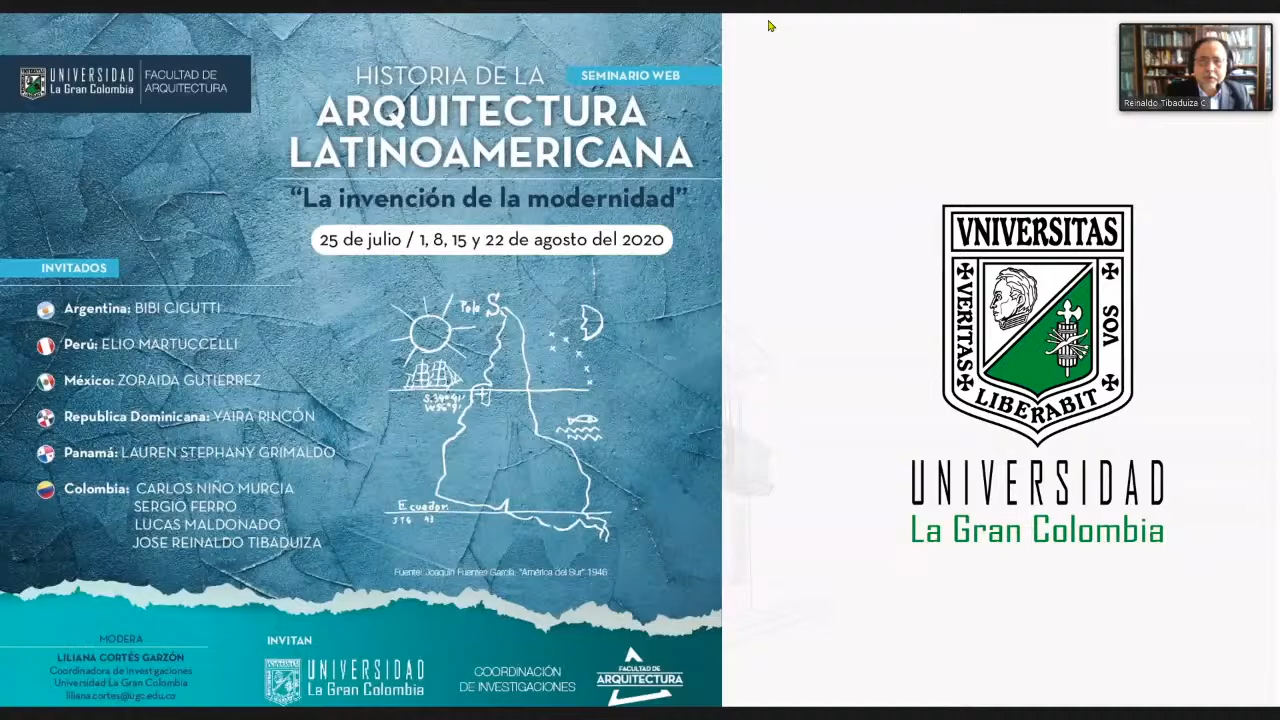 UNIVERSIDAD
La Gran Colombia
FACULTAD DE
ARQUITECTURA
HISTORIA DE LA
SEMINARIO WEB
ARQUITECTURA
LATINOAMERICANA
“La invención de la modernidad”
25 de julio / 1, 8, 15 y 22 de agosto del 2020
INVITADOS
Argentina: BIBI CICUTTI
Perú: ELIO MARTUCCELLI
México: ZORAIDA GUTIERREZ
Republica Dominicana: YAIRA RINCÓN
Panamá: LAUREN STEPHANY GRIMALDO
Colombia: CARLOS NIÑO MURCIA
SERGIO FERRO
LUCAS MALDONADO
JOSE REINALDO TIBADUIZA
Polo S.
Ecuador
Fuente: Joaquín Fuentes García: "América del Sur" 1946
MODERA
LILIANA CORTÉS GARZÓN
Coordinadora de investigaciones
Universidad La Gran Colombia
liliana.cortes@ugc.edu.co
INVITAN
UNIVERSIDAD
La Gran Colombia
COORDINACIÓN
DE INVESTIGACIONES
FACULTAD DE
ARQUITECTURA
Reinaldo Tibaduiza C.
VNIVERSITAS
VERITAS
LIBERABIT
VOS
UNIVERSIDAD
La Gran Colombia